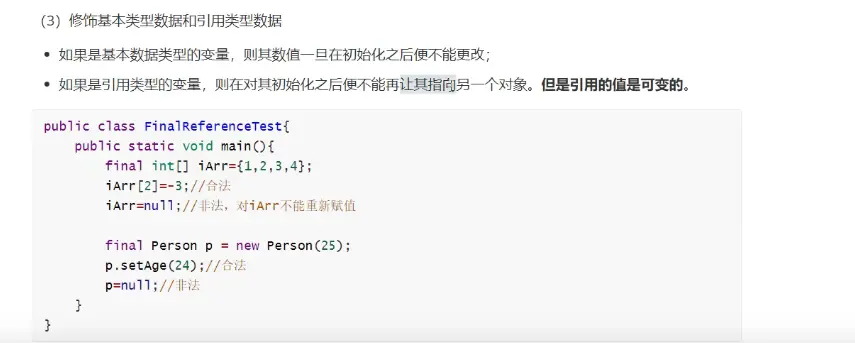 （3）修饰基本类型数据和引用类型数据
• 如果是基本数据类型的变量，则其数值一旦在初始化之后便不能更改；
• 如果是引用类型的变量，则在对其初始化之后便不能再让其指向另一个对象。但是引用的值是可变的。
public class FinalReferenceTest{
    public static void main(){
        final int[] iArr={1,2,3,4};
        iArr[2]=-3;//合法
        iArr=null;//非法，对iArr不能重新赋值

        final Person p = new Person(25);
        p.setAge(24);//合法
        p=null;//非法
    }
}